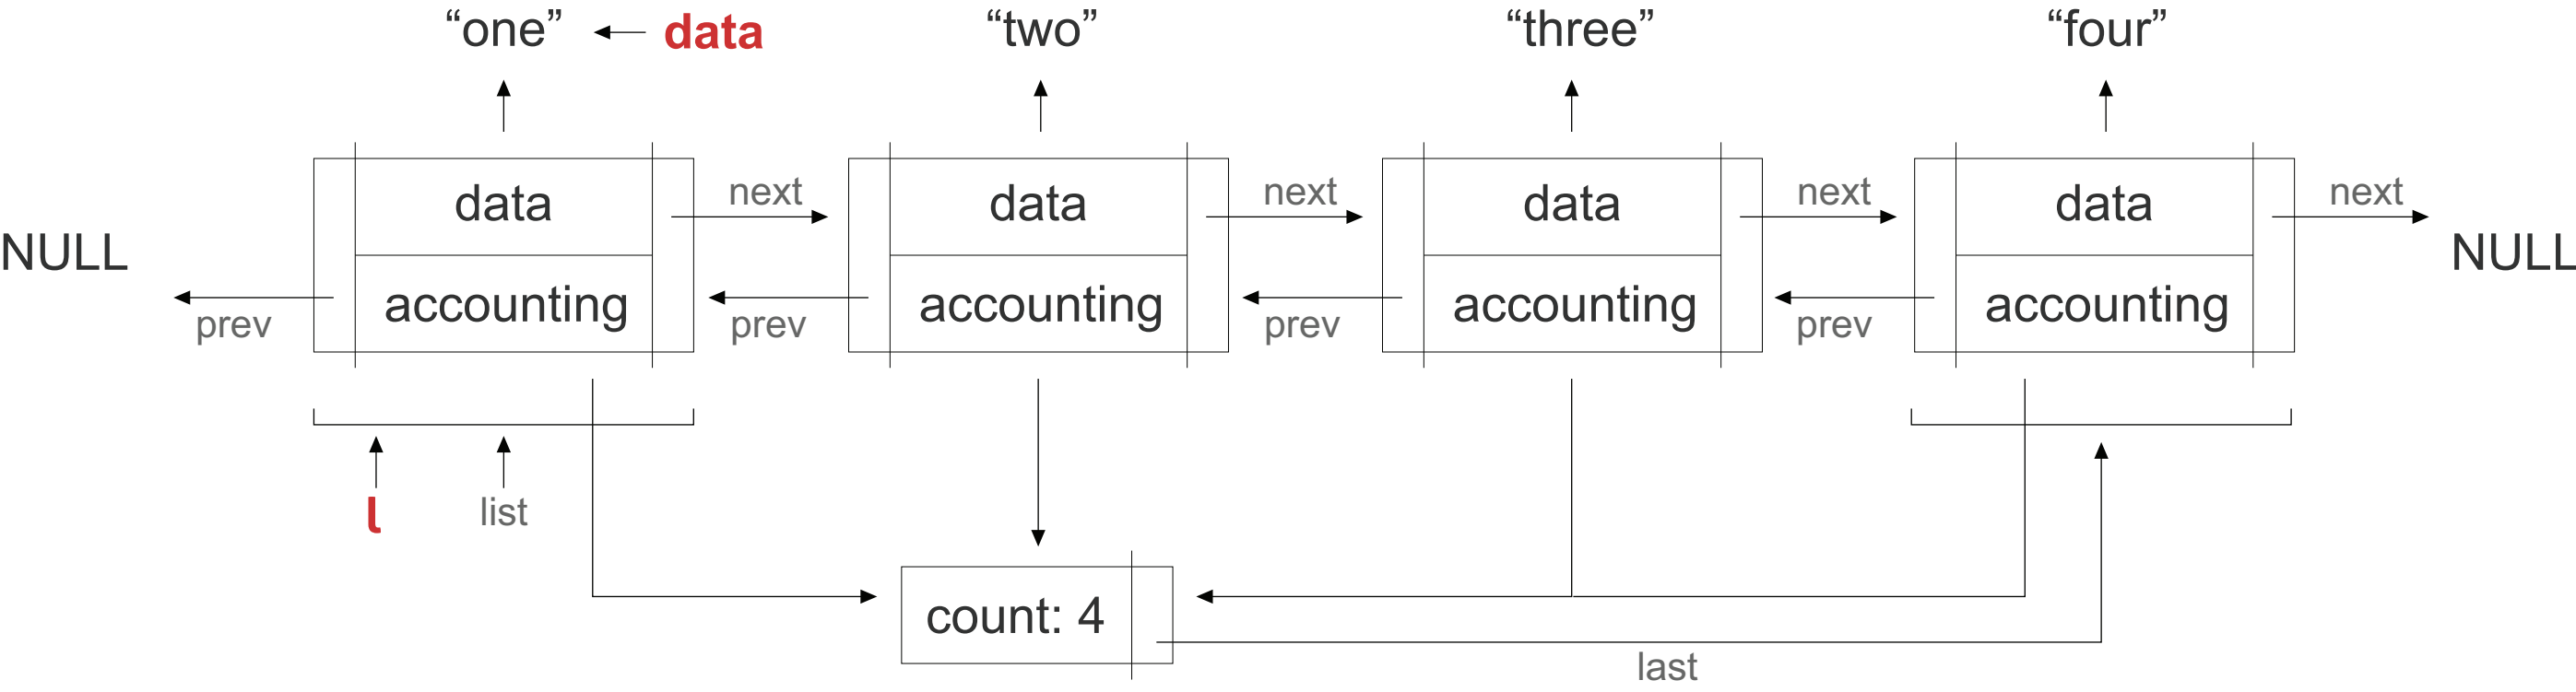 “one” data “two” “three” “four”
data next data next data next data next
NULL NULL
prev accounting prev accounting prev accounting prev accounting
l list
count: 4
last